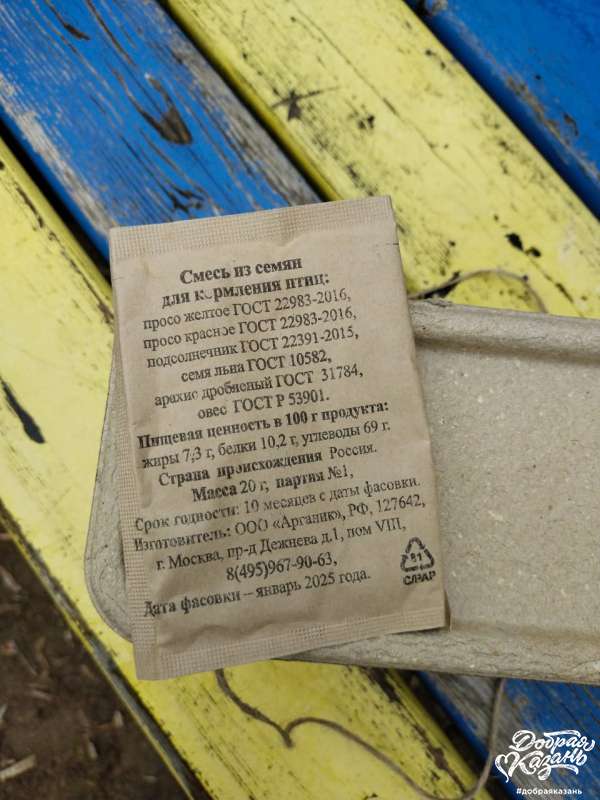 Смесь из семян
для кормления птиц:
просо желтое ГОСТ 22983-2016,
просо красное ГОСТ 22983-2016,
подсолнечник ГОСТ 22391-2015,
семя льна ГОСТ 10582,
арахис дробленый ГОСТ 31784,
овес ГОСТ Р 53901.
Пищевая ценность в 100 г продукта:
жиры 7,3 г, белки 10,2 г, углеводы 69 г.
Страна происхождения Россия.
Масса 20 г, партия №1,
Срок годности: 10 месяцев с даты фасовки.
Изготовитель: ООО «Арганик», РФ, 127642,
г. Москва, пр-д Дежнева д.1, пом VIII,
8(495)967-90-63,
Дата фасовки – январь 2025 года.
81
C/PAP
Добрая
Казань
#добраяказань